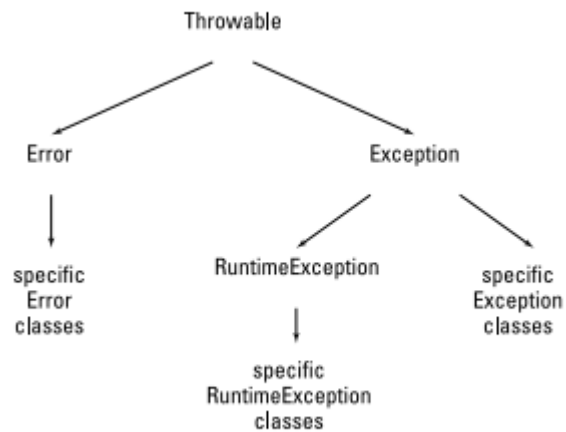 Throwable
Error
Exception
RuntimeException
specific
Error
classes
specific
Exception
classes
specific
RuntimeException
classes